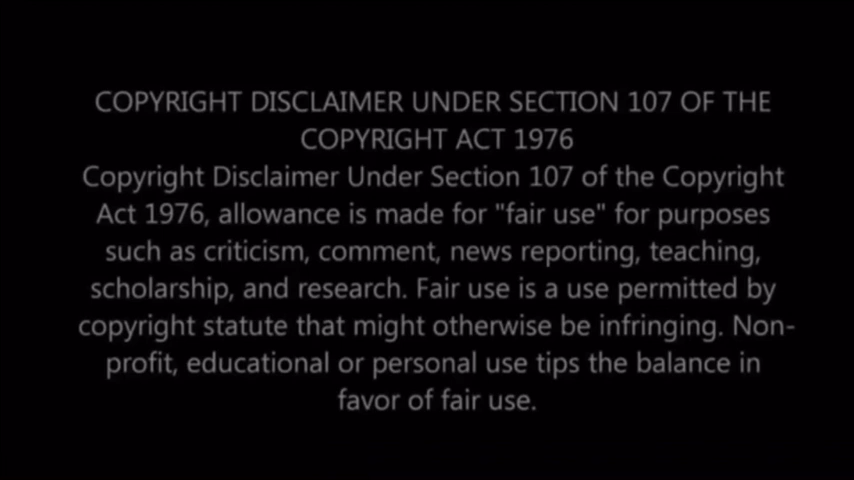 COPYRIGHT DISCLAIMER UNDER SECTION 107 OF THE
COPYRIGHT ACT 1976
Copyright Disclaimer Under Section 107 of the Copyright
Act 1976, allowance is made for "fair use" for purposes
such as criticism, comment, news reporting, teaching,
scholarship, and research. Fair use is a use permitted by
copyright statute that might otherwise be infringing. Non-
profit, educational or personal use tips the balance in
favor of fair use.